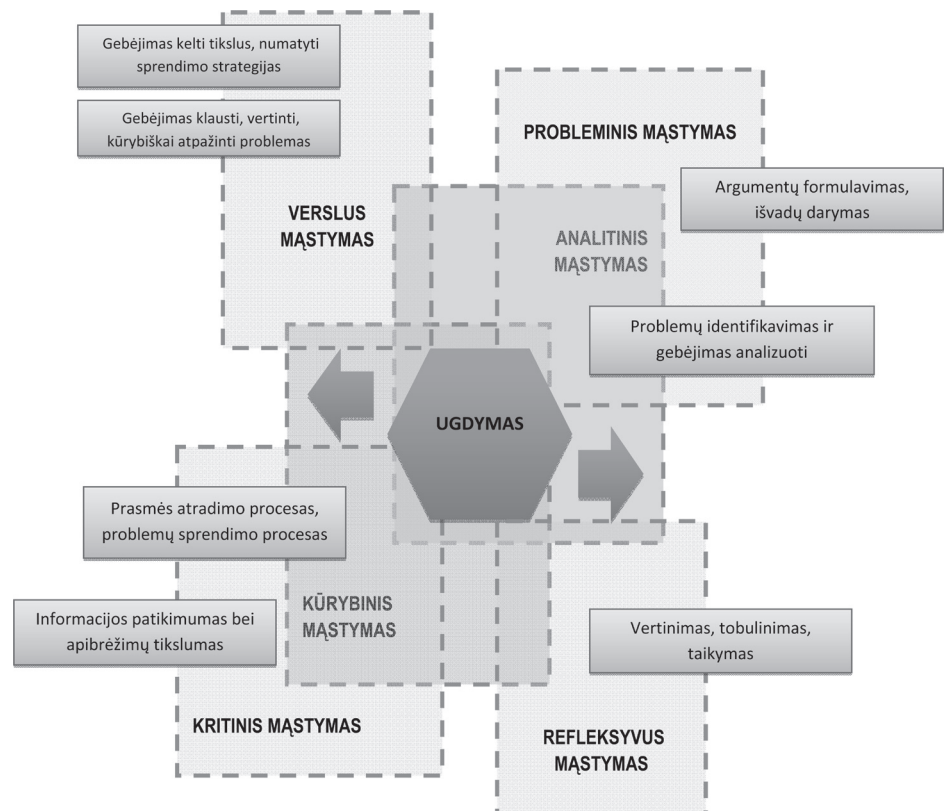 Gebėjimas kelti tikslus, numatyti
sprendimo strategijas
Gebėjimas klausti, vertinti,
kūrybiškai atpažinti problemas
VERSLUS
MĄSTYMAS
PROBLEMINIS MĄSTYMAS
Argumentų formulavimas,
išvadų darymas
ANALITINIS
MĄSTYMAS
Problemų identifikavimas ir
gebėjimas analizuoti
UGDYMAS
Prasmės atradimo procesas,
problemų sprendimo procesas
KŪRYBINIS
MĄSTYMAS
Informacijos patikimumas bei
apibrėžimų tikslumas
KRITINIS MĄSTYMAS
Vertinimas, tobulinimas,
taikymas
REFLEKSYVUS
MĄSTYMAS